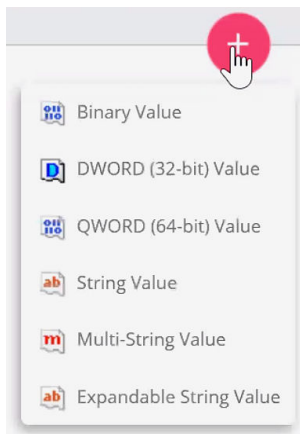 Binary Value
DWORD (32-bit) Value
QWORD (64-bit) Value
String Value
Multi-String Value
Expandable String Value